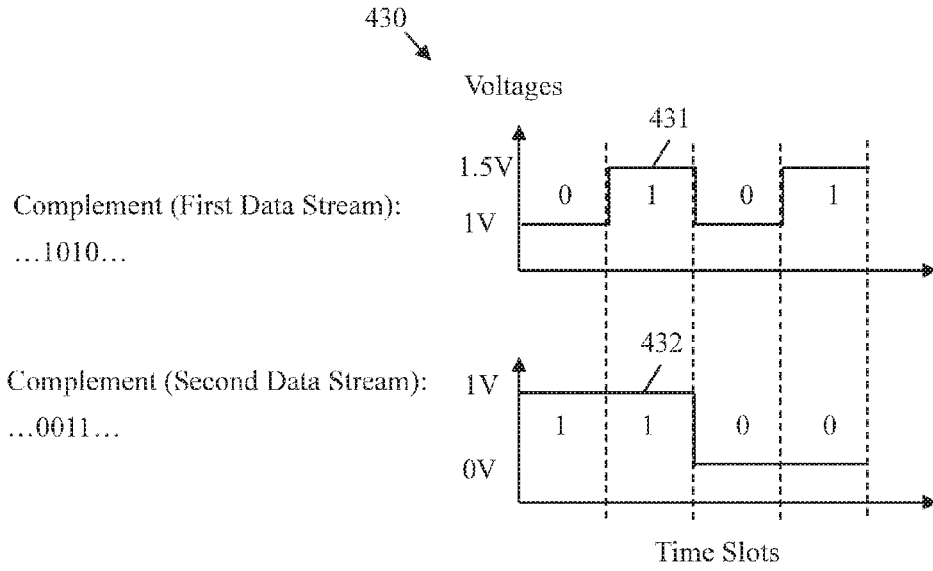 430
Voltages
431
1.5V
0 1 0 1
1V
Complement (First Data Stream):
...1010...
432
Complement (Second Data Stream):
...0011...
1V
1 1 0 0
0V
Time Slots